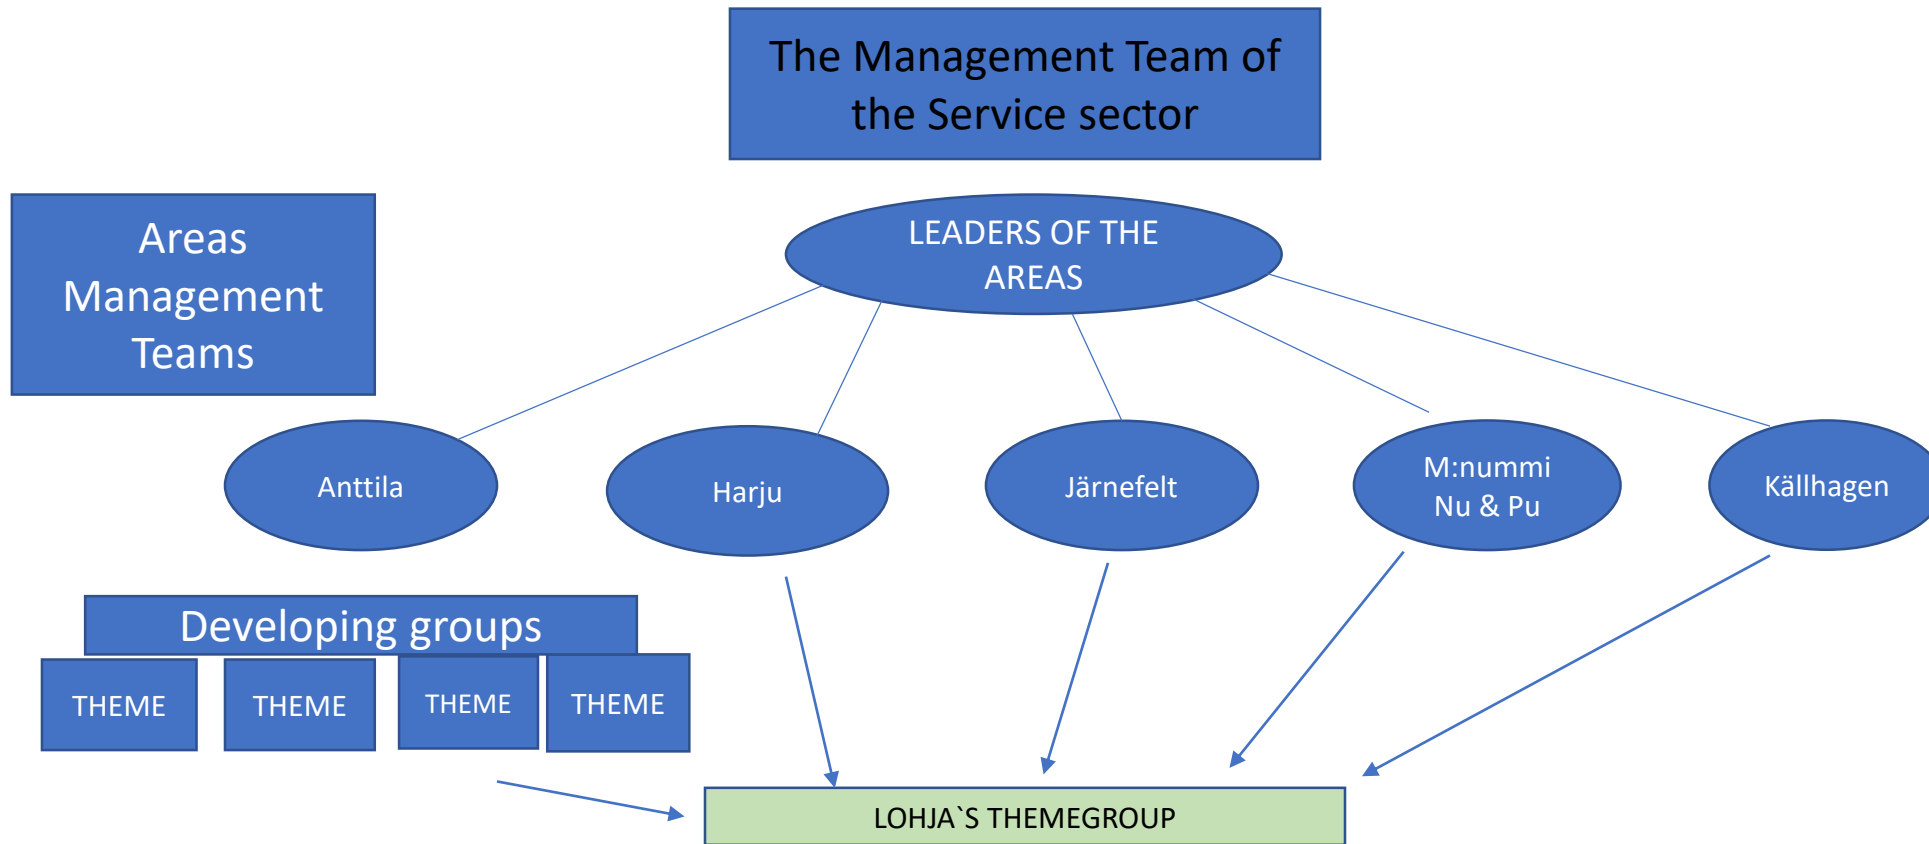 The Management Team of
the Service sector
Areas
Management
Teams
LEADERS OF THE
AREAS
Anttila
Harju
Järnefelt
M:nummi
Nu & Pu
Källhagen
Developing groups
THEME
THEME
THEME
THEME
LOHJA`S THEMEGROUP